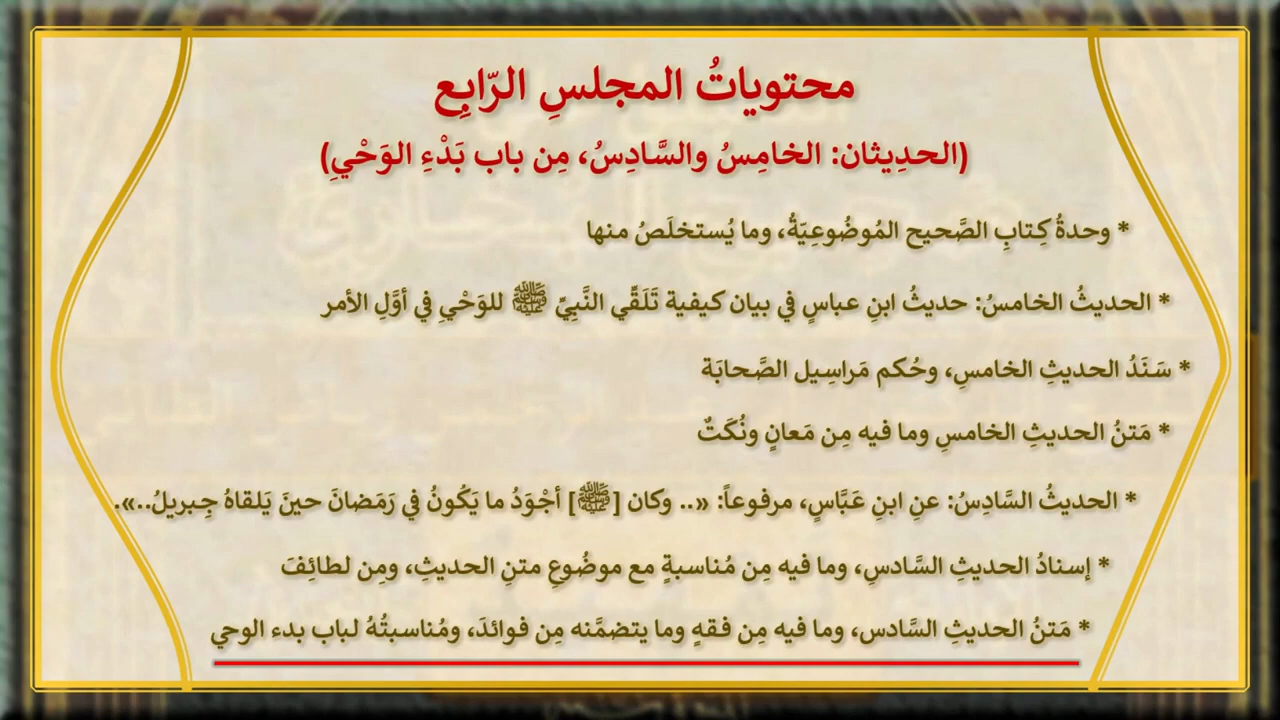 محتوياتُ المجلسِ الرّابِع
(الحدِيثان: الخامِسُ والسَّادِسُ، مِن باب بَدْءِ الوَحْيِ)
* وحدةُ كِتابِ الصَّحيح المُوضُوعِيّةُ، وما يُستخلَصُ منها
* الحديثُ الخامسُ: حديثُ ابنِ عباسٍ في بيان كيفية تَلَقِّي النَّبِيِّ ﷺ للوَحْيِ في أوَّلِ الأمر
* سَنَدُ الحديثِ الخامسِ، وحُكم مَراسِيل الصَّحابَة
* مَتنُ الحديثِ الخامسِ وما فيه مِن مَعانٍ ونُكَتٌ
* الحديثُ السَّادِسُ: عنِ ابنِ عَبَّاسٍ، مرفوعاً: «.. وكان [ﷺ] أجْوَدُ ما يَكُونُ في رَمَضانَ حينَ يَلقاهُ جِبريلُ..».
* إسنادُ الحديثِ السَّادسِ، وما فيه مِن مُناسبةٍ مع موضُوعِ متنِ الحديثِ، ومِن لطائِفَ
* مَتنُ الحديثِ السَّادس، وما فيه مِن فقهٍ وما يتضمَّنه مِن فوائدَ، ومُناسبتُهُ لباب بدء الوحي